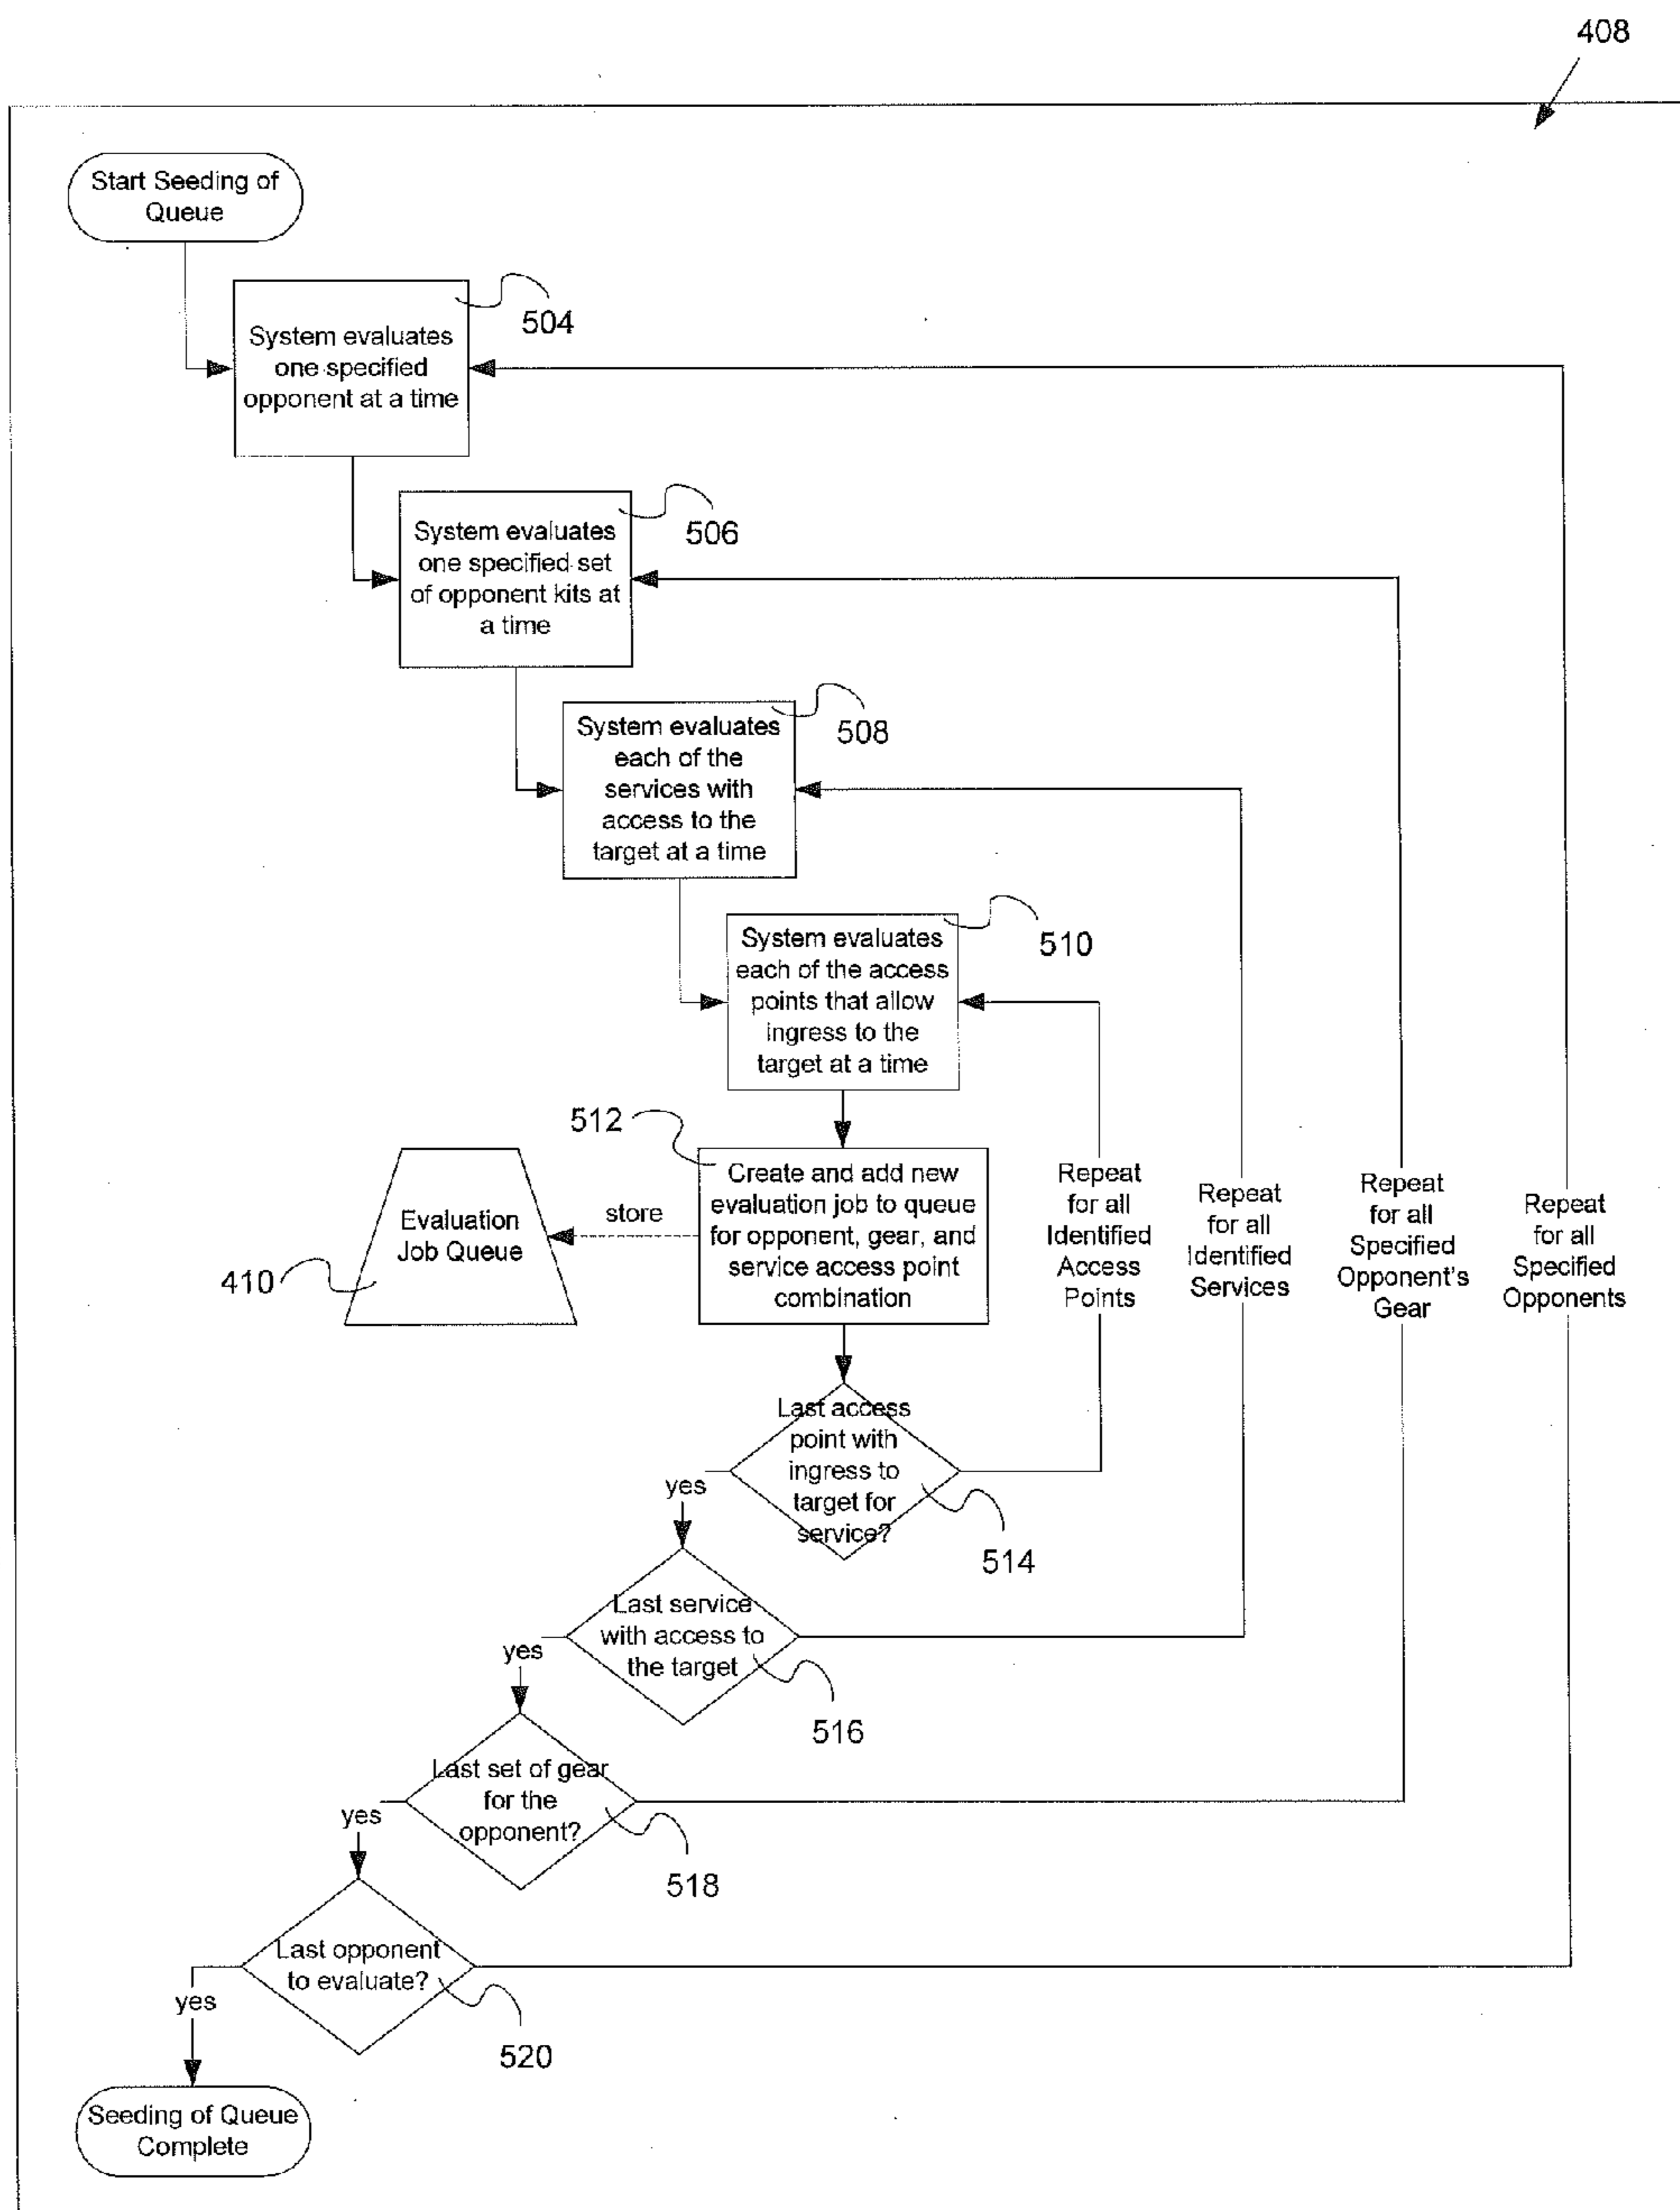 408
Start Seeding of
Queue
504
System evaluates
one specified
opponent at a time
506
System evaluates
one specified set
of opponent kits at
a time
508
System evaluates
each of the
services with
access to the
target at a time
510
System evaluates
each of the access
points that allow
ingress to the
target at a time
512
Create and add new
evaluation job to queue
for opponent, gear, and
service access point
combination
store
Evaluation
Job Queue
410
Repeat
for all
Identified
Access
Points
Repeat
for all
Identified
Services
Repeat
for all
Specified
Opponent's
Gear
Repeat
for all
Specified
Opponents
Last access
point with
ingress to
target for
service?
514
yes
Last service
with access to
the target
516
yes
Last set of gear
for the
opponent?
518
yes
Last opponent
to evaluate?
520
yes
Seeding of Queue
Complete